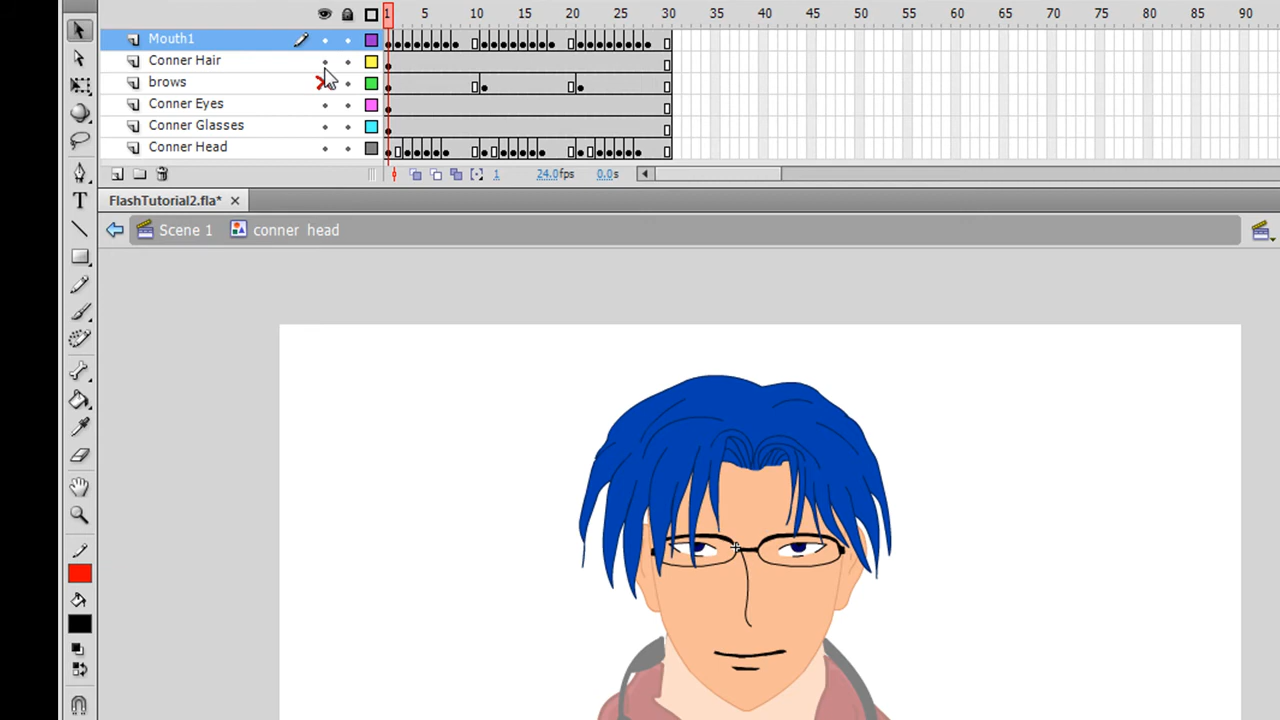 1 5 10 15 20 25 30 35 40 45 50 55 60 65 70 75 80 85 90
Mouth1
Conner Hair
brows
Conner Eyes
Conner Glasses
Conner Head
1 24.0fps 0.0s
FlashTutorial2.fla*
Scene 1 conner head
T